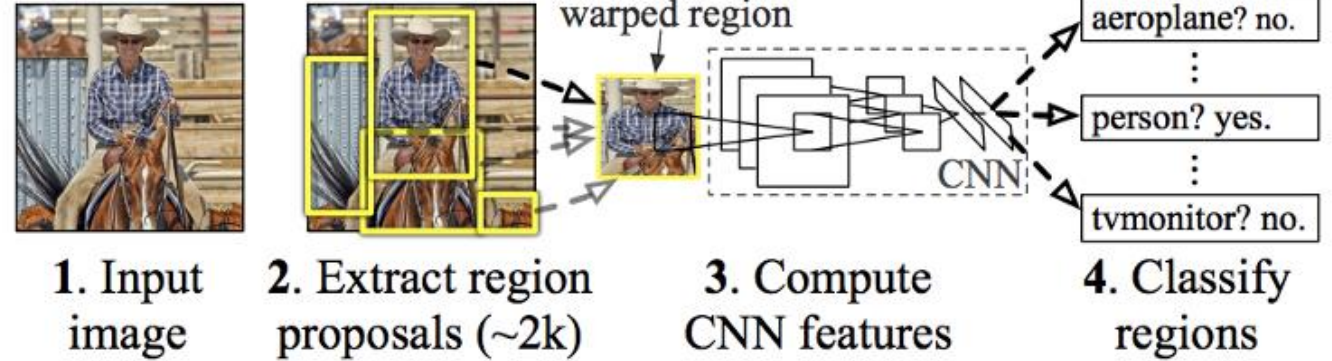 warped region
aeroplane? no.
⋮
person? yes.
⋮
tvmonitor? no.
CNN
1. Input
image
2. Extract region
proposals (~2k)
3. Compute
CNN features
4. Classify
regions